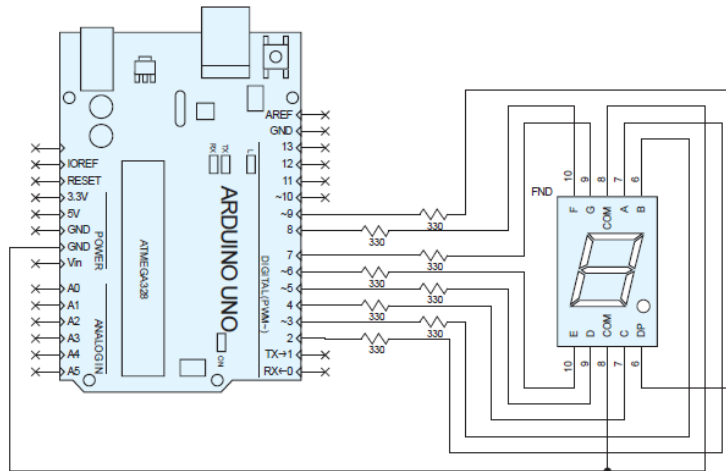 AREF
GND
13
12
11
~10
~9
8
7
~6
~5
4
~3
2
TX→1
RX←0
IOREF
RESET
3.3V
5V
GND
GND
Vin
A0
A1
A2
A3
A4
A5
POWER
ANALOG IN
ATMEGA328
ARDUINO UNO
DIGITAL(PWM~)
RX
TX
L
ON
330
330
330
330
330
330
330
330
FND
10 9 8 7 6
F G COM A B
E D COM C DP
10 9 8 7 6